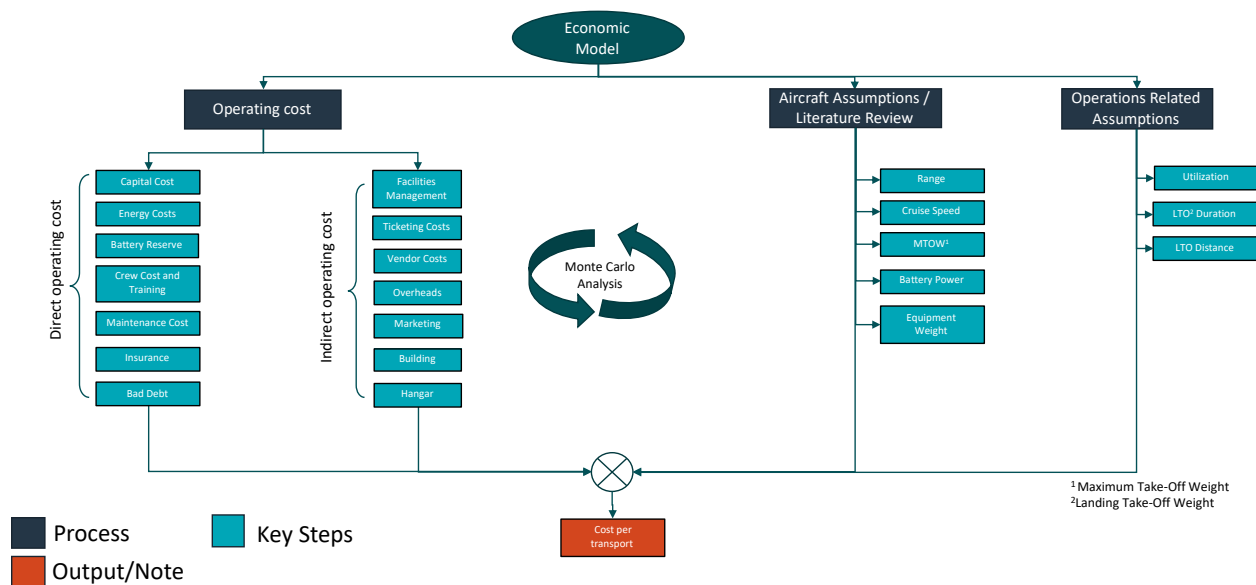 Economic
Model
Operating cost
Aircraft Assumptions /
Literature Review
Operations Related
Assumptions
Direct operating cost
Capital Cost
Energy Costs
Battery Reserve
Crew Cost and
Training
Maintenance Cost
Insurance
Bad Debt
Indirect operating cost
Facilities
Management
Ticketing Costs
Vendor Costs
Overheads
Marketing
Building
Hangar
Monte Carlo
Analysis
Range
Cruise Speed
MTOW¹
Battery Power
Equipment
Weight
Utilization
LTO² Duration
LTO Distance
Cost per
transport
¹ Maximum Take-Off Weight
²Landing Take-Off Weight
Process
Key Steps
Output/Note